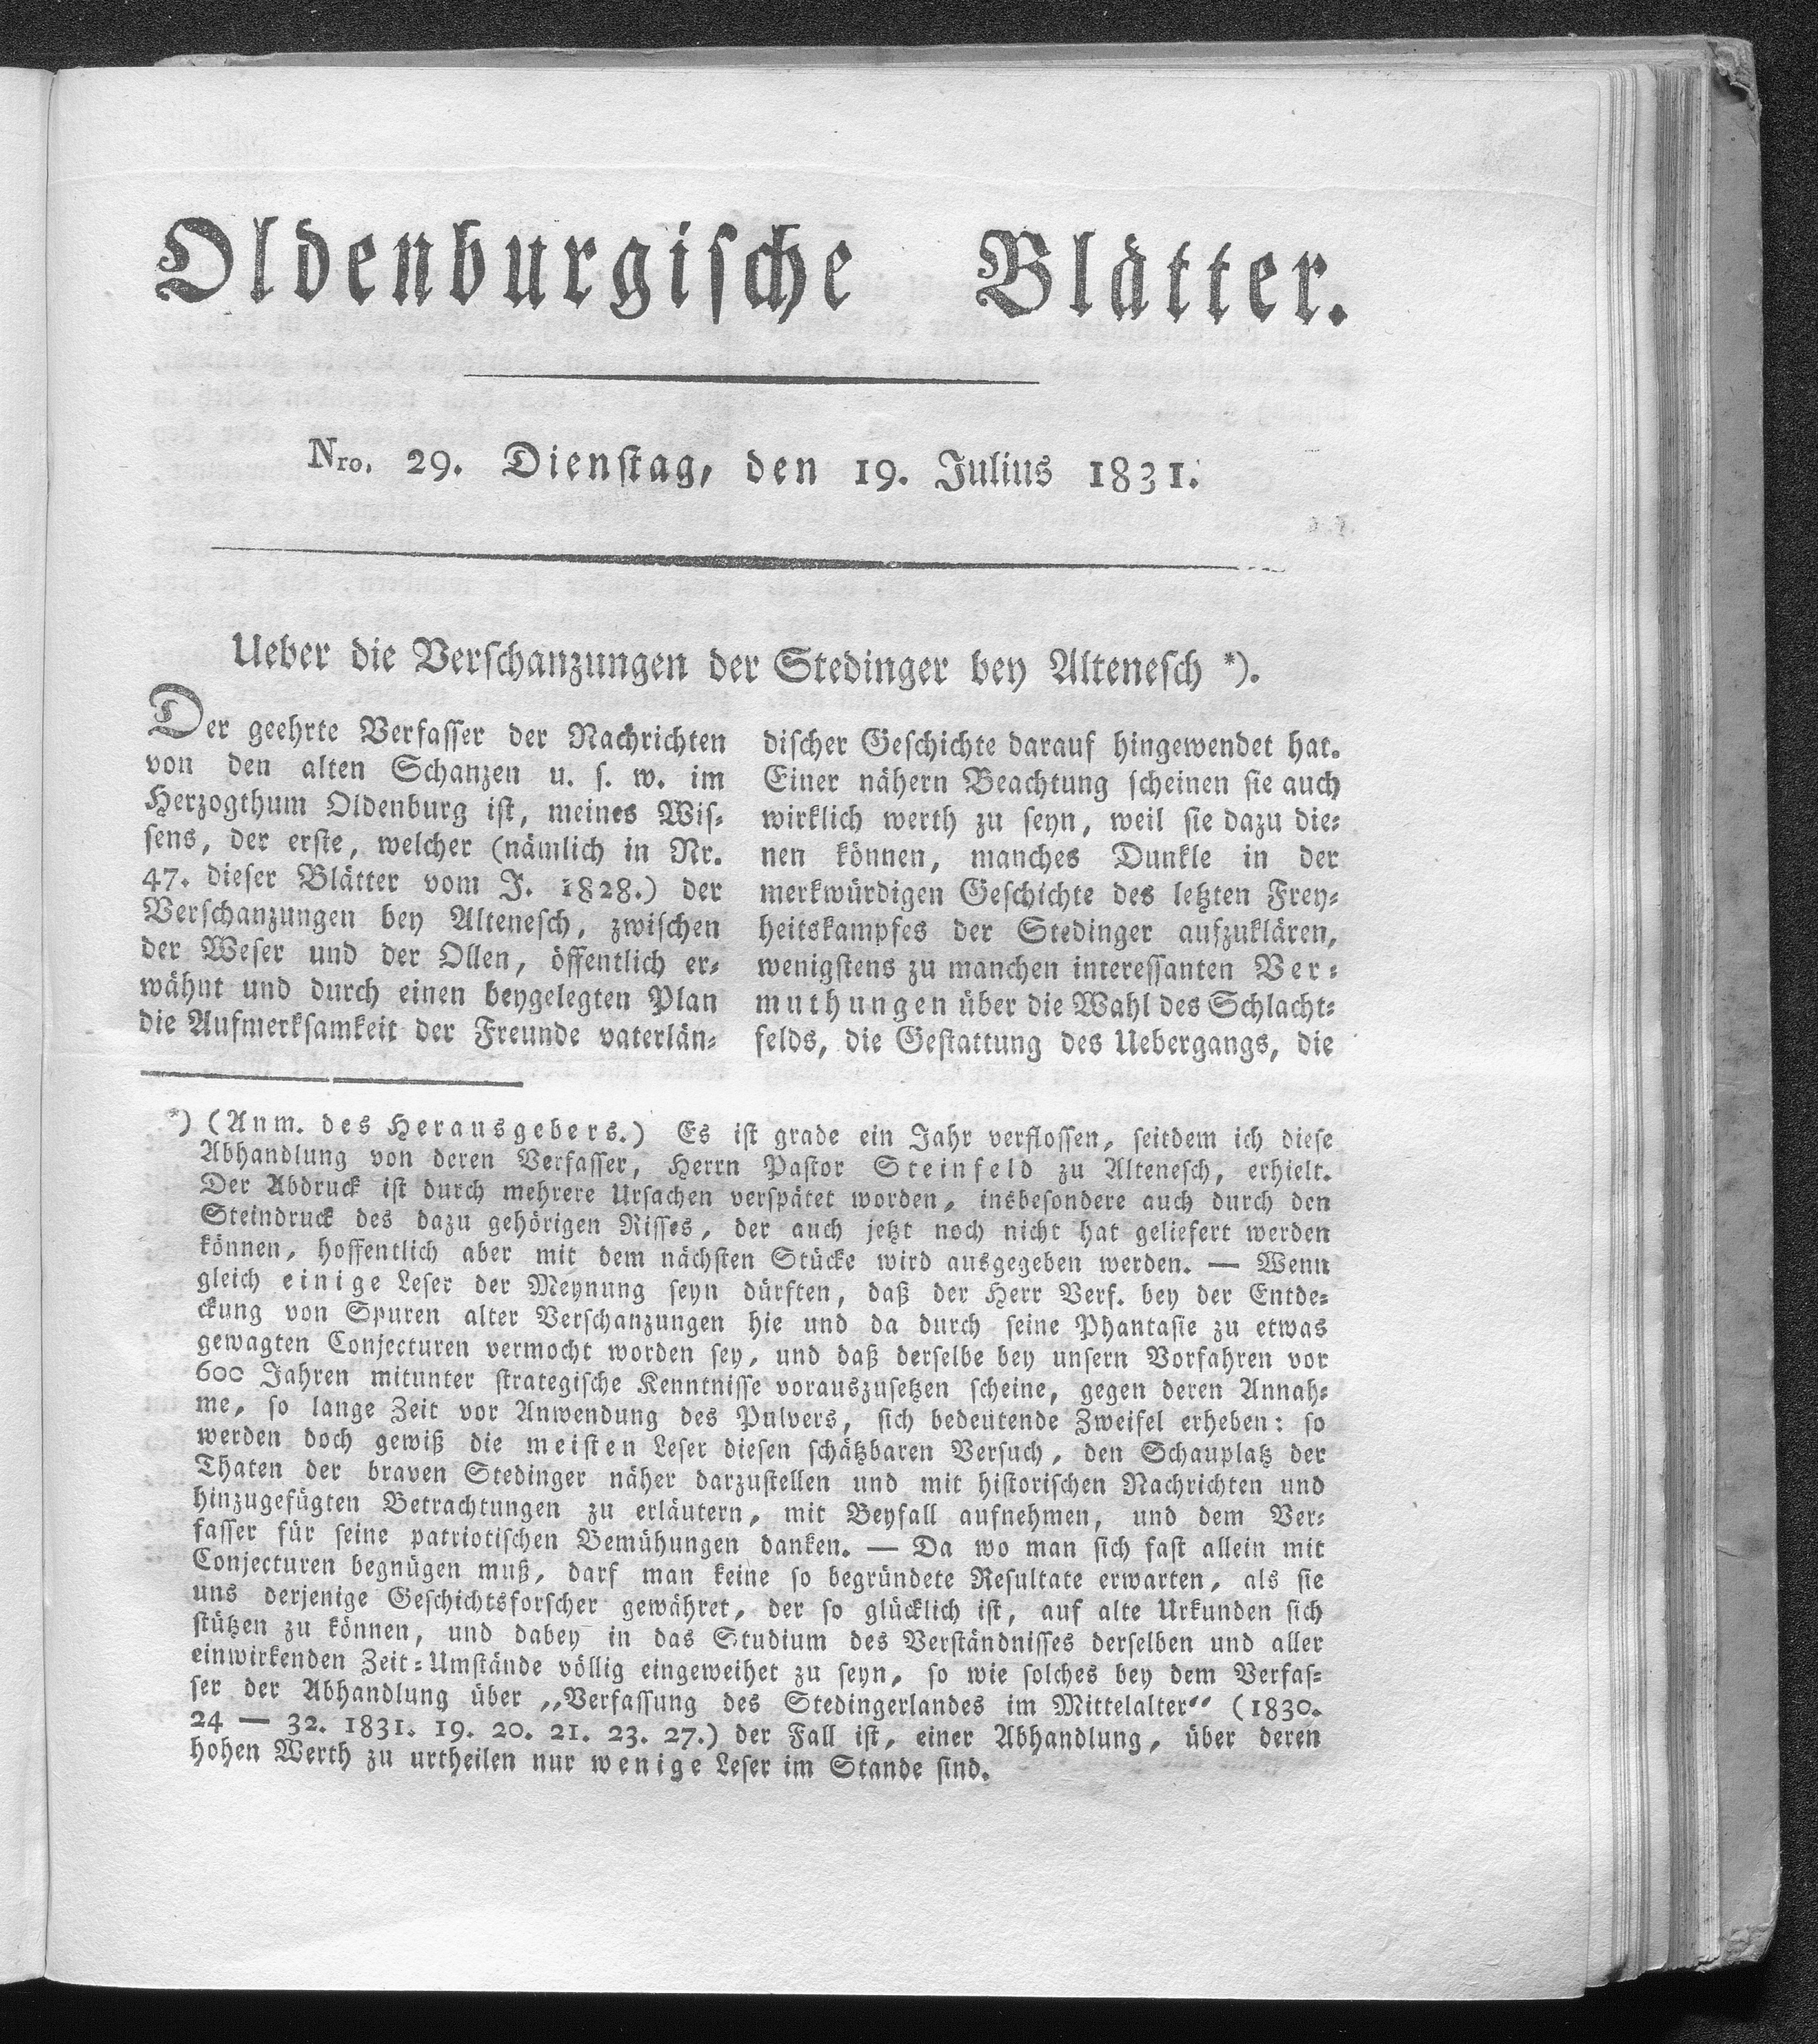 Oldenburgische Blätter.
Nro. 29. Dienstag, den 19. Julius 1831.
Ueber die Verschanzungen der Stedinger bey Altenesch *).
Der geehrte Verfasser der Nachrichten
von den alten Schanzen u. s. w. im
Herzogthum Oldenburg ist, meines Wis-
sens, der erste, welcher (nämlich in Nr.
47. dieser Blätter vom J. 1828.) der
Verschanzungen bey Altenesch, zwischen
der Weser und der Ollen, öffentlich er-
wähnt und durch einen beygelegten Plan
die Aufmerksamkeit der Freunde vaterlän-
discher Geschichte darauf hingewendet hat.
Einer nähern Beachtung scheinen sie auch
wirklich werth zu seyn, weil sie dazu die-
nen können, manches Dunkle in der
merkwürdigen Geschichte des letzten Frey-
heitskampfes der Stedinger aufzuklären,
wenigstens zu manchen interessanten Ver-
muthungen über die Wahl des Schlacht-
felds, die Gestattung des Uebergangs, die
*) (Anm. des Herausgebers.) Es ist grade ein Jahr verflossen, seitdem ich diese
Abhandlung von deren Verfasser, Herrn Pastor Steinfeld zu Altenesch, erhielt.
Der Abdruck ist durch mehrere Ursachen verspätet worden, insbesondere auch durch den
Steindruck des dazu gehörigen Risses, der auch jetzt noch nicht hat geliefert werden
können, hoffentlich aber mit dem nächsten Stücke wird ausgegeben werden. — Wenn
gleich einige Leser der Meynung seyn dürften, daß der Herr Verf. bey der Entde-
ckung von Spuren alter Verschanzungen hie und da durch seine Phantasie zu etwas
gewagten Conjecturen vermocht worden sey, und daß derselbe bey unsern Vorfahren vor
600 Jahren mitunter strategische Kenntnisse vorauszusetzen scheine, gegen deren Annah-
me, so lange Zeit vor Anwendung des Pulvers, sich bedeutende Zweifel erheben: so
werden doch gewiß die meisten Leser diesen schätzbaren Versuch, den Schauplatz der
Thaten der braven Stedinger näher darzustellen und mit historischen Nachrichten und
hinzugefügten Betrachtungen zu erläutern, mit Beyfall aufnehmen, und dem Ver-
fasser für seine patriotischen Bemühungen danken. — Da wo man sich fast allein mit
Conjecturen begnügen muß, darf man keine so begründete Resultate erwarten, als sie
uns derjenige Geschichtsforscher gewähret, der so glücklich ist, auf alte Urkunden sich
stützen zu können, und dabey in das Studium des Verständnisses derselben und aller
einwirkenden Zeit-Umstände völlig eingeweihet zu seyn, so wie solches bey dem Verfas-
ser der Abhandlung über „Verfassung des Stedingerlandes im Mittelalter“ (1830.
24 — 32. 1831. 19. 20. 21. 23. 27.) der Fall ist, einer Abhandlung, über deren
hohen Werth zu urtheilen nur wenige Leser im Stande sind.